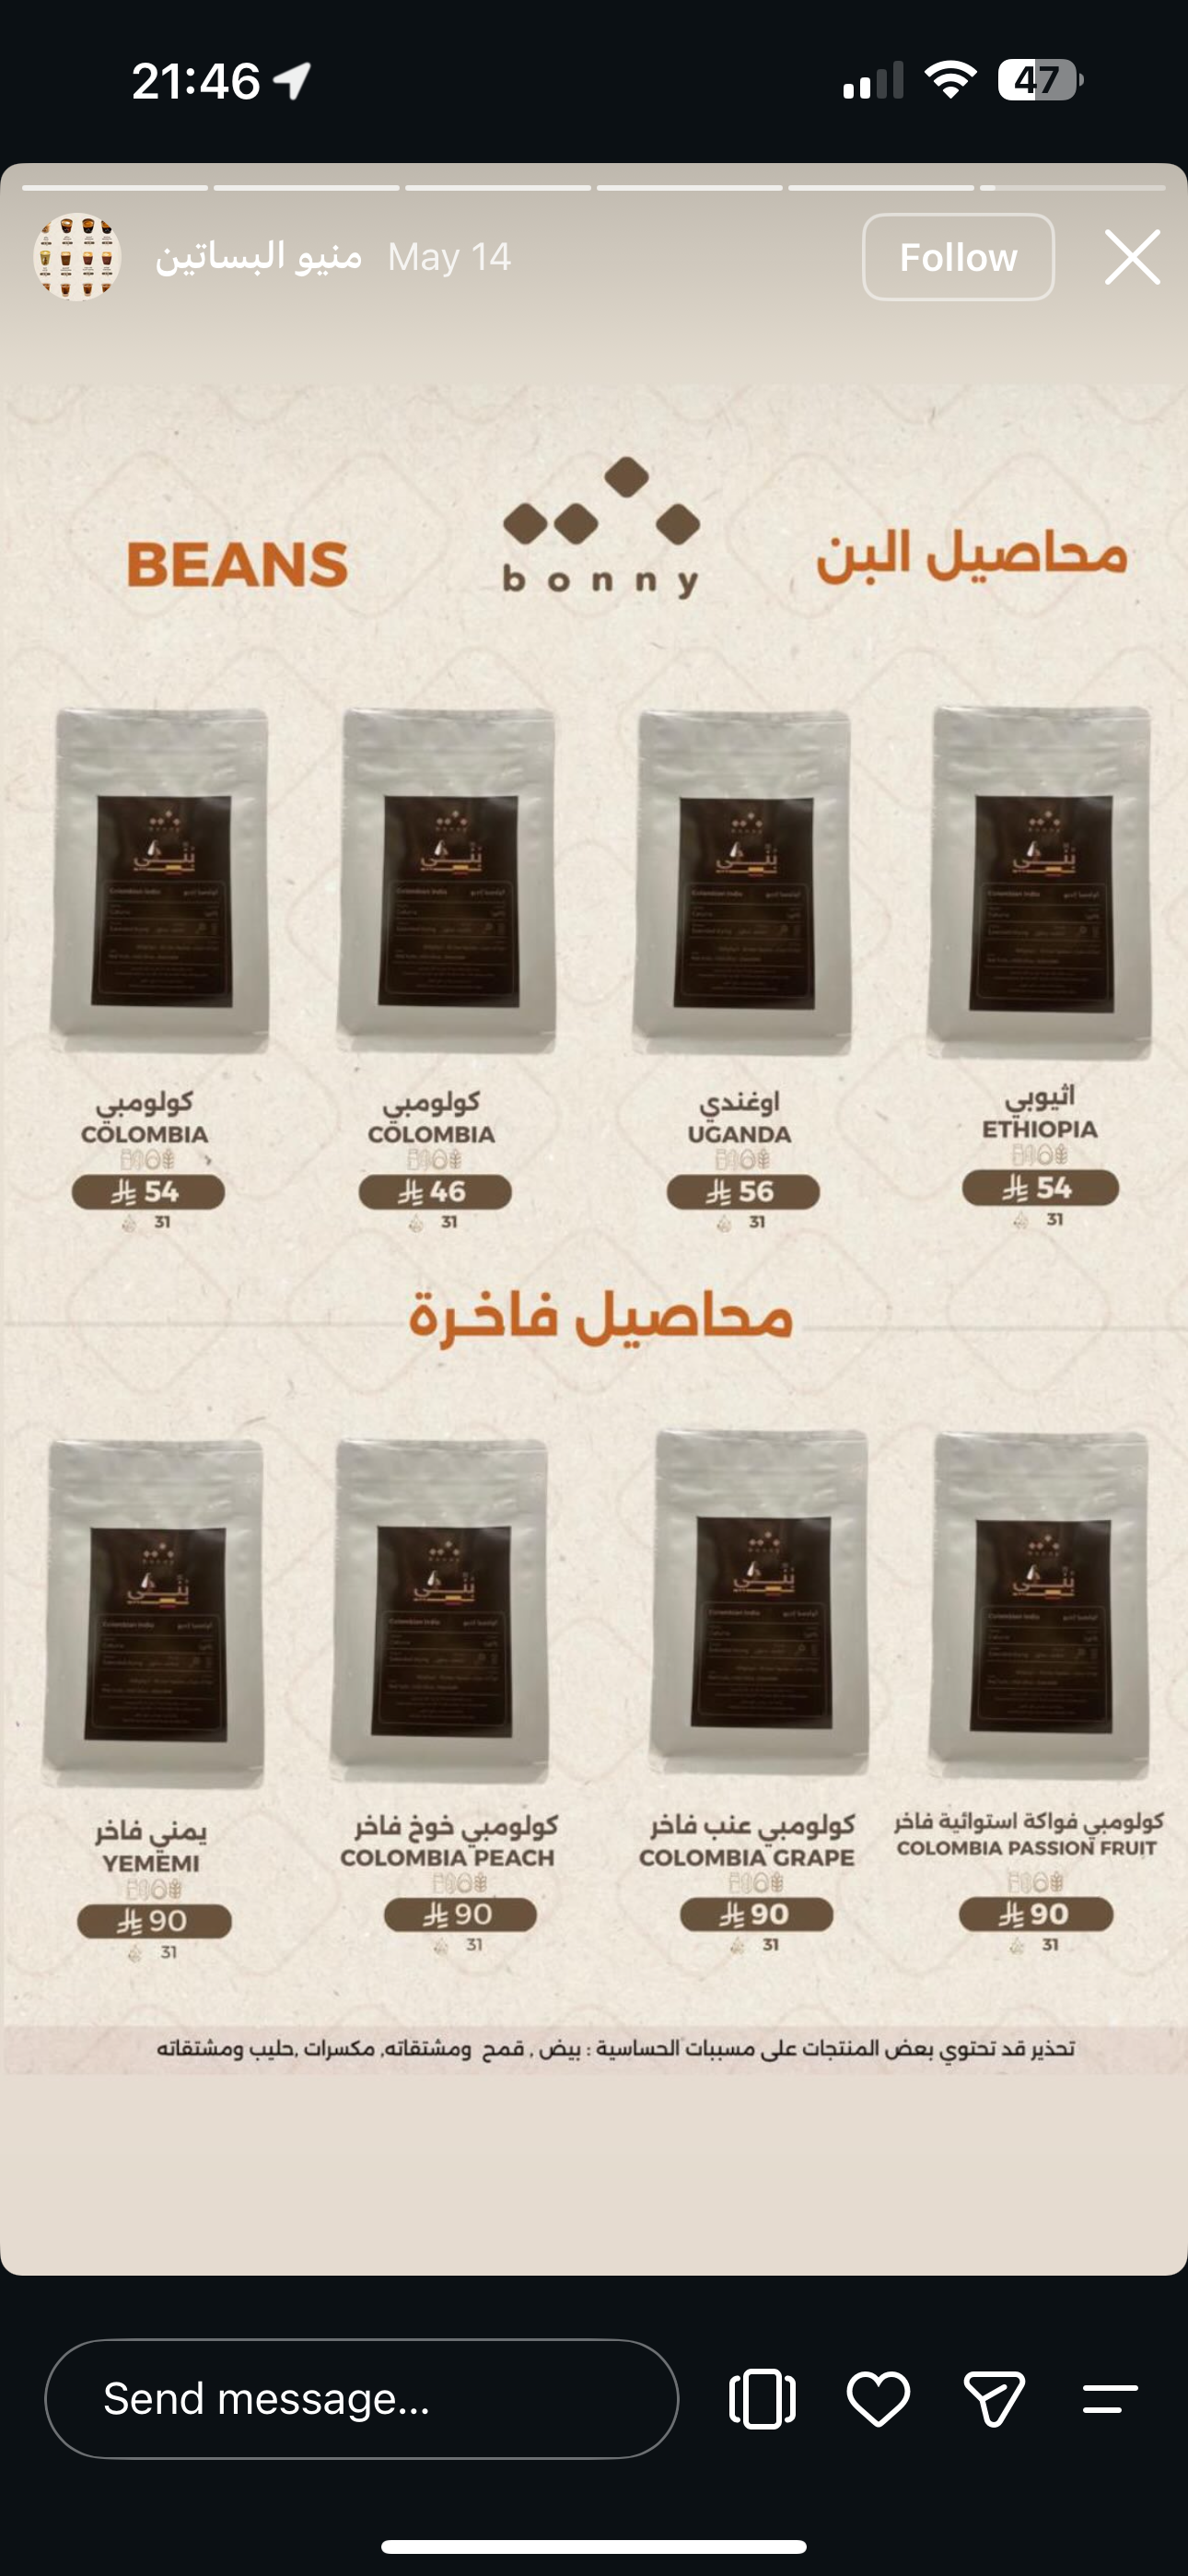 21:46
47
منيو البساتين May 14
Follow
BEANS
bonny
محاصيل البن
كولومبي
COLOMBIA
54
31
كولومبي
COLOMBIA
46
31
اوغندي
UGANDA
56
31
اثيوبي
ETHIOPIA
54
31
محاصيل فاخرة
يمني فاخر
YEMEMI
90
31
كولومبي خوخ فاخر
COLOMBIA PEACH
90
31
كولومبي عنب فاخر
COLOMBIA GRAPE
90
31
كولومبي فواكة استوائية فاخر
COLOMBIA PASSION FRUIT
90
31
تحذير قد تحتوي بعض المنتجات على مسببات الحساسية : بيض , قمح ومشتقاته, مكسرات ,حليب ومشتقاته
Send message...